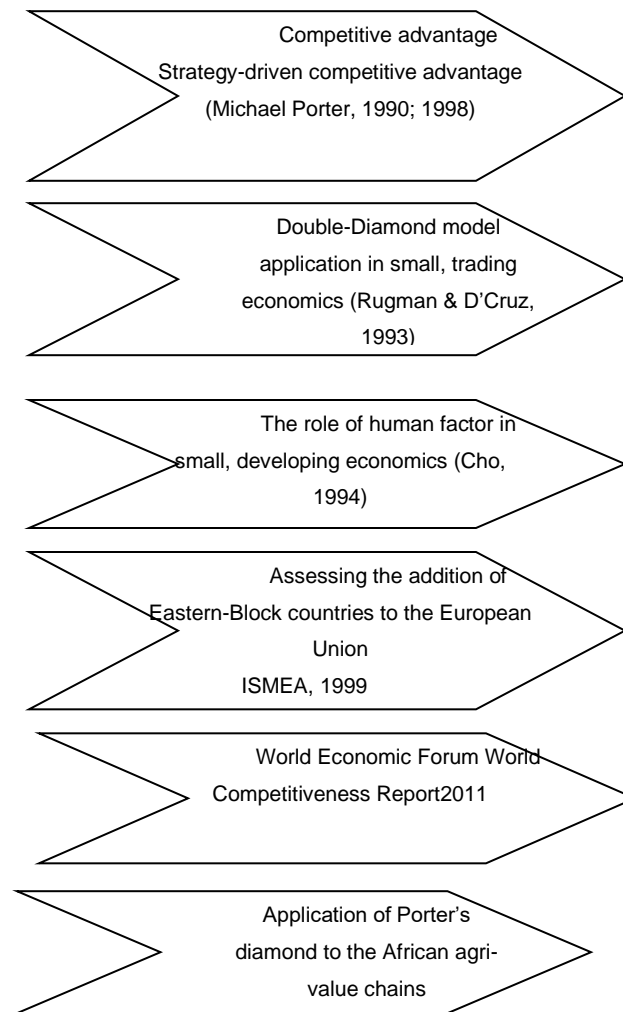 Competitive advantage
Strategy-driven competitive advantage
(Michael Porter, 1990; 1998)
Double-Diamond model
application in small, trading
economics (Rugman & D'Cruz,
1993)
The role of human factor in
small, developing economics (Cho,
1994)
Assessing the addition of
Eastern-Block countries to the European
Union
ISMEA, 1999
World Economic Forum World
Competitiveness Report2011
Application of Porter's
diamond to the African agri-
value chains